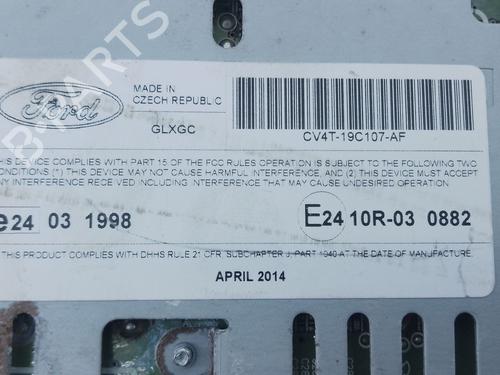 Ford
MADE IN
CZECH REPUBLIC
GLXGC
CV4T-19C107-AF
THIS DEVICE COMPLIES WITH PART 15 OF THE FCC RULES OPERATION IS SUBJECT TO THE FOLLOWING TWO
CONDITIONS (1) THIS DEVICE MAY NOT CAUSE HARMFUL INTERFERENCE, AND (2) THIS DEVICE MUST ACCEPT
ANY INTERFERENCE RECEIVED INCLUDING INTERFERENCE THAT MAY CAUSE UNDESIRED OPERATION
e24 03 1998
E24 10R-03 0882
THIS PRODUCT COMPLIES WITH DHHS RULE 21 CFR SUBCHAPTER J, PART 1040 AT THE DATE OF MANUFACTURE.
APRIL 2014